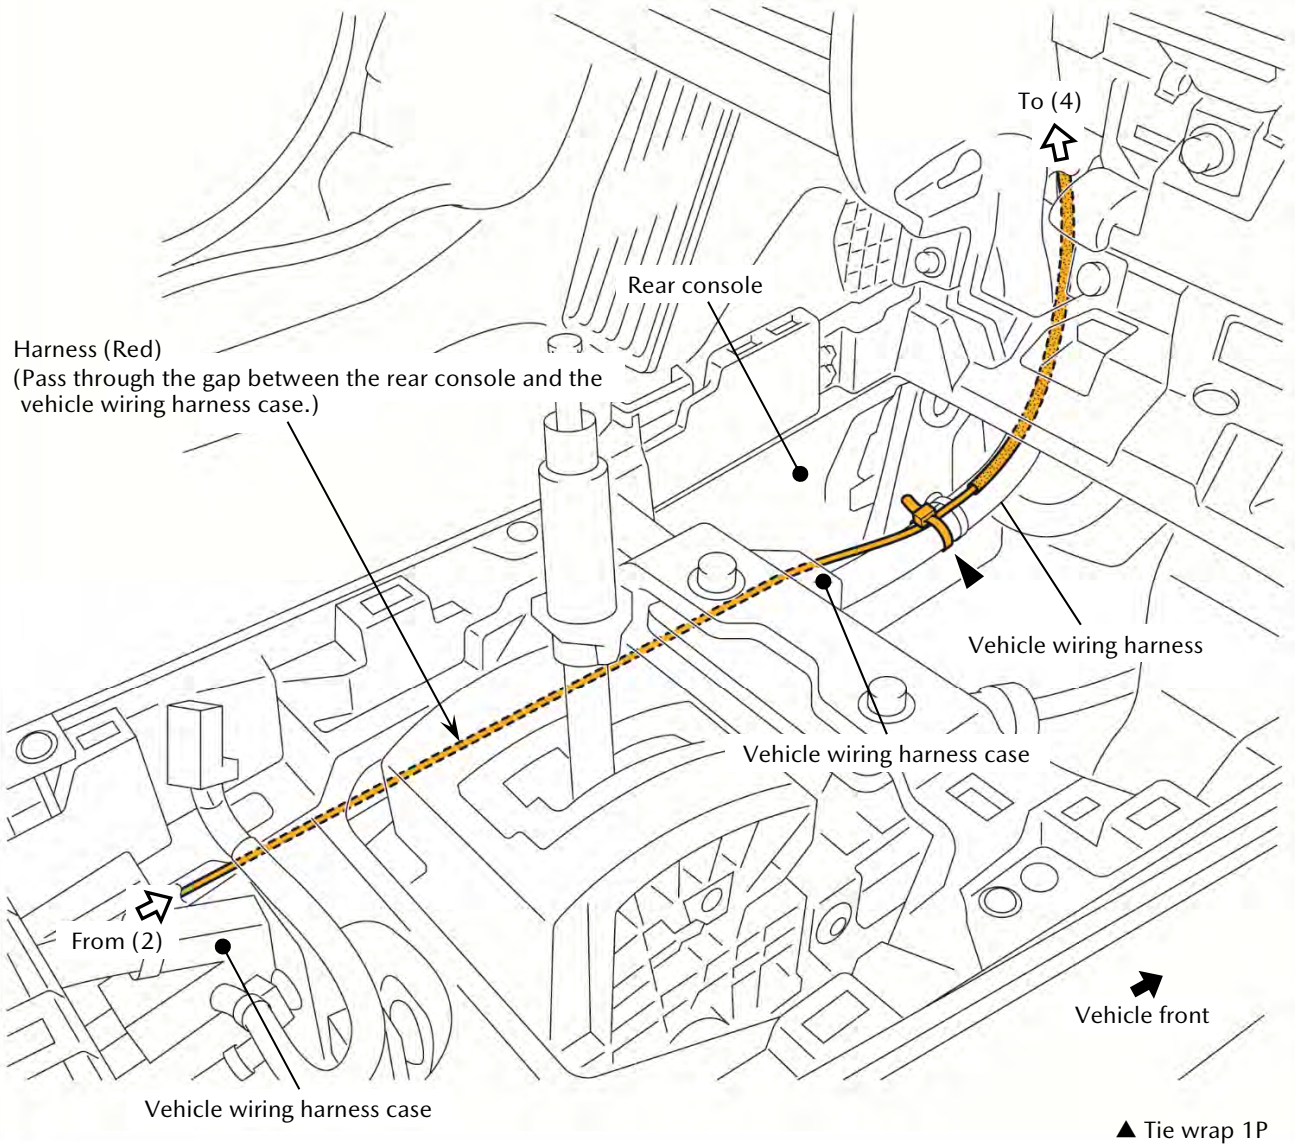 To (4)
Rear console
Harness (Red)
(Pass through the gap between the rear console and the
vehicle wiring harness case.)
Vehicle wiring harness
Vehicle wiring harness case
From (2)
Vehicle front
Vehicle wiring harness case
▲ Tie wrap 1P